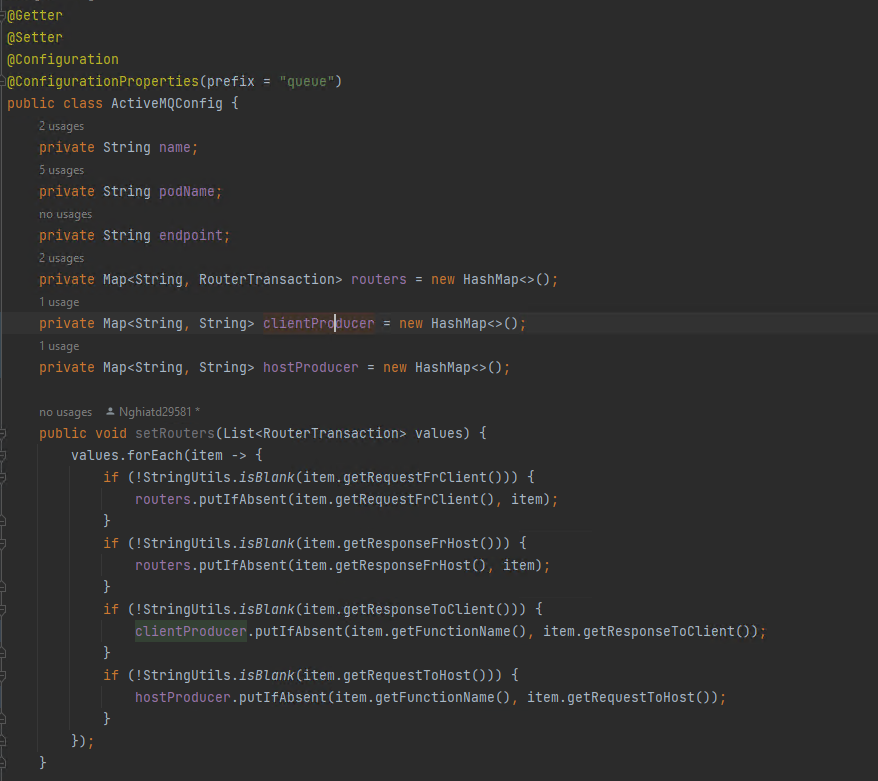 @Getter
@Setter
@Configuration
@ConfigurationProperties(prefix = "queue")
public class ActiveMQConfig {
2 usages
private String name;
5 usages
private String podName;
no usages
private String endpoint;
2 usages
private Map<String, RouterTransaction> routers = new HashMap<>();
1 usage
private Map<String, String> clientProducer = new HashMap<>();
1 usage
private Map<String, String> hostProducer = new HashMap<>();
no usages Nghiatd29581 *
public void setRouters(List<RouterTransaction> values) {
values.forEach(item -> {
if (!StringUtils.isBlank(item.getRequestFrClient())) {
routers.putIfAbsent(item.getRequestFrClient(), item);
}
if (!StringUtils.isBlank(item.getResponseFrHost())) {
routers.putIfAbsent(item.getResponseFrHost(), item);
}
if (!StringUtils.isBlank(item.getResponseToClient())) {
clientProducer.putIfAbsent(item.getFunctionName(), item.getResponseToClient());
}
if (!StringUtils.isBlank(item.getRequestToHost())) {
hostProducer.putIfAbsent(item.getFunctionName(), item.getRequestToHost());
}
});
}